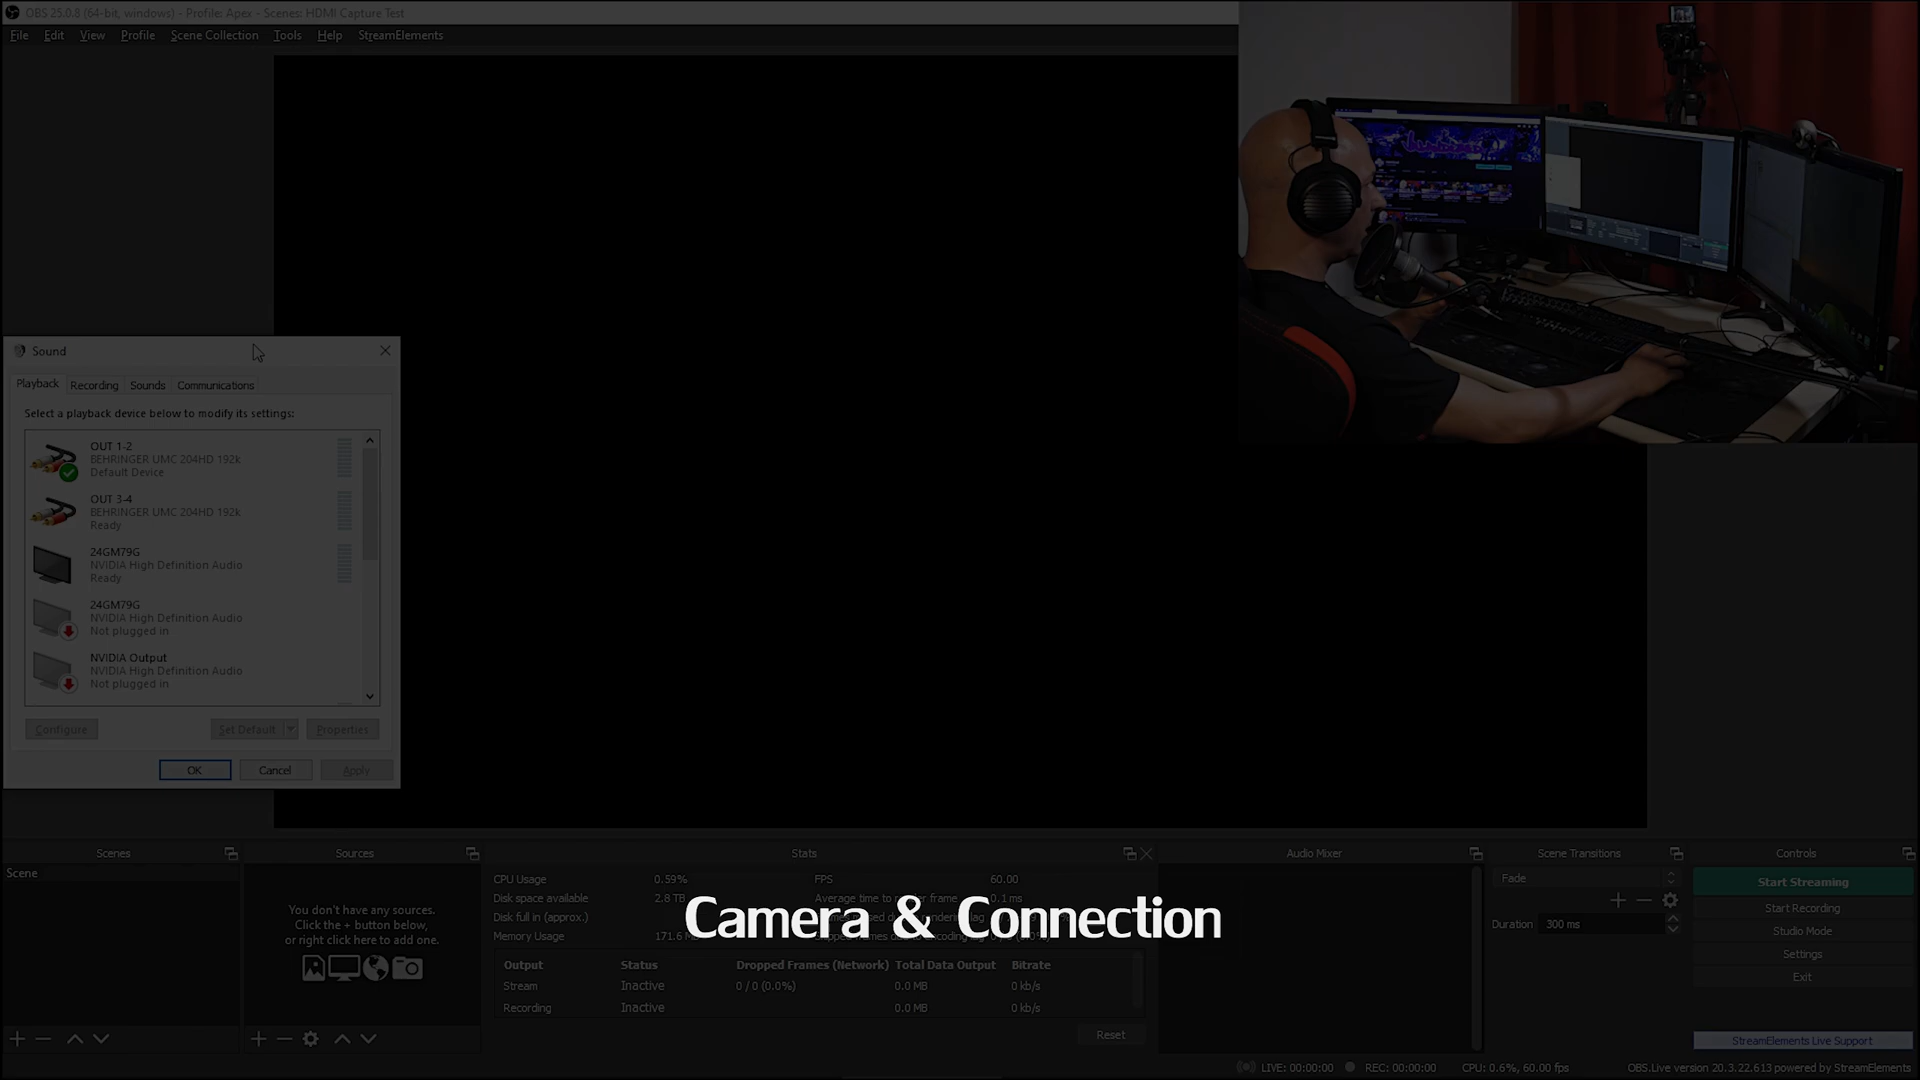 OBS 25.0.8 (64-bit, windows) - Profile: Apex - Scenes: HDMI Capture Test
File Edit View Profile Scene Collection Tools Help StreamElements
Sound
Playback Recording Sounds Communications
Select a playback device below to modify its settings:
OUT 1-2
BEHRINGER UMC 204HD 192k
Default Device
OUT 3-4
BEHRINGER UMC 204HD 192k
Ready
24GM79G
NVIDIA High Definition Audio
Ready
24GM79G
NVIDIA High Definition Audio
Not plugged in
NVIDIA Output
NVIDIA High Definition Audio
Not plugged in
Configure Set Default Properties
OK Cancel Apply
Scenes
Scene
Sources
You don't have any sources.
Click the + button below,
or right click here to add one.
Stats
CPU Usage 0.59% FPS 60.00
Disk space available 2.8 TB Average time to render frame 0.1 ms
Disk full in (approx.)
Memory Usage 171.6
Camera & Connection
Output Status Dropped Frames (Network) Total Data Output Bitrate
Stream Inactive 0 / 0 (0.0%) 0.0 MB 0 kb/s
Recording Inactive 0.0 MB 0 kb/s
Reset
Audio Mixer
Scene Transitions
Fade
Duration 300 ms
Controls
Start Streaming
Start Recording
Studio Mode
Settings
Exit
StreamElements Live Support
LIVE: 00:00:00 REC: 00:00:00 CPU: 0.6%, 60.00 fps OBS.Live version 20.3.22.613 powered by StreamElements